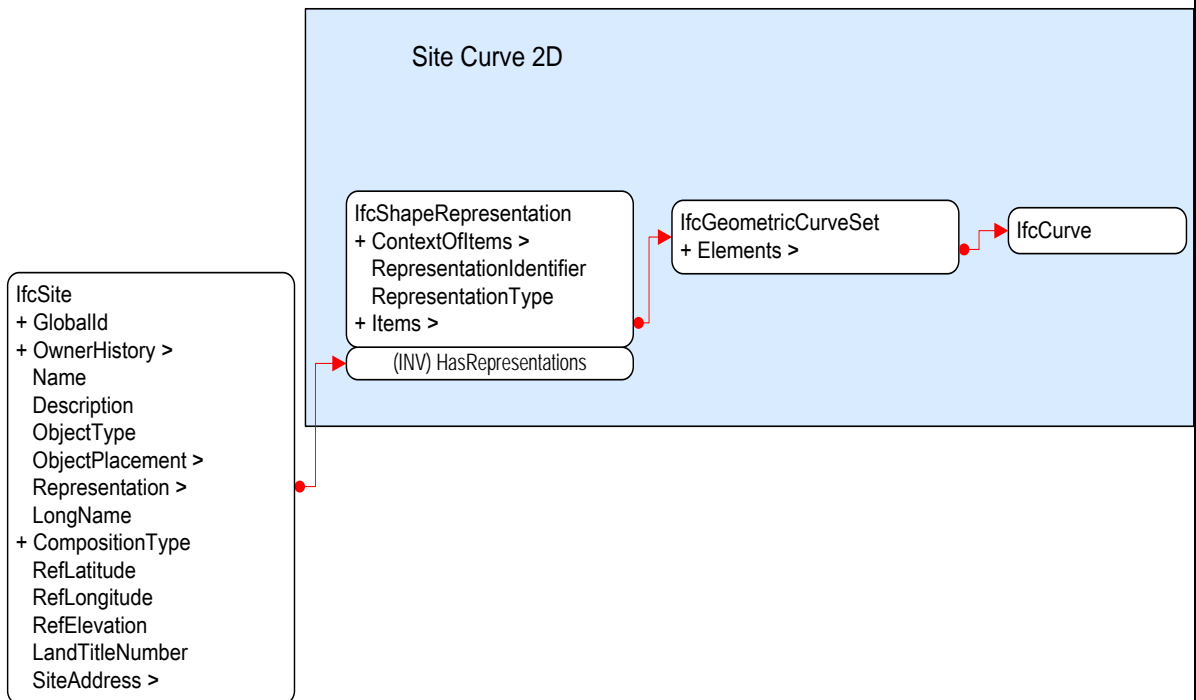 Site Curve 2D
IfcShapeRepresentation
+ ContextOfItems >
RepresentationIdentifier
RepresentationType
+ Items >
(INV) HasRepresentations
IfcGeometricCurveSet
+ Elements >
IfcCurve
IfcSite
+ GlobalId
+ OwnerHistory >
Name
Description
ObjectType
ObjectPlacement >
Representation >
LongName
+ CompositionType
RefLatitude
RefLongitude
RefElevation
LandTitleNumber
SiteAddress >